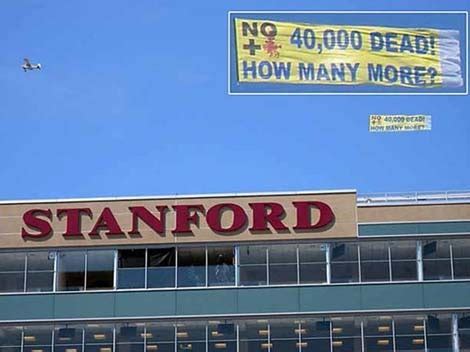 NO 40,000 DEAD!
+
HOW MANY MORE?
NO 40,000 DEAD!
+
HOW MANY MORE?
STANFORD